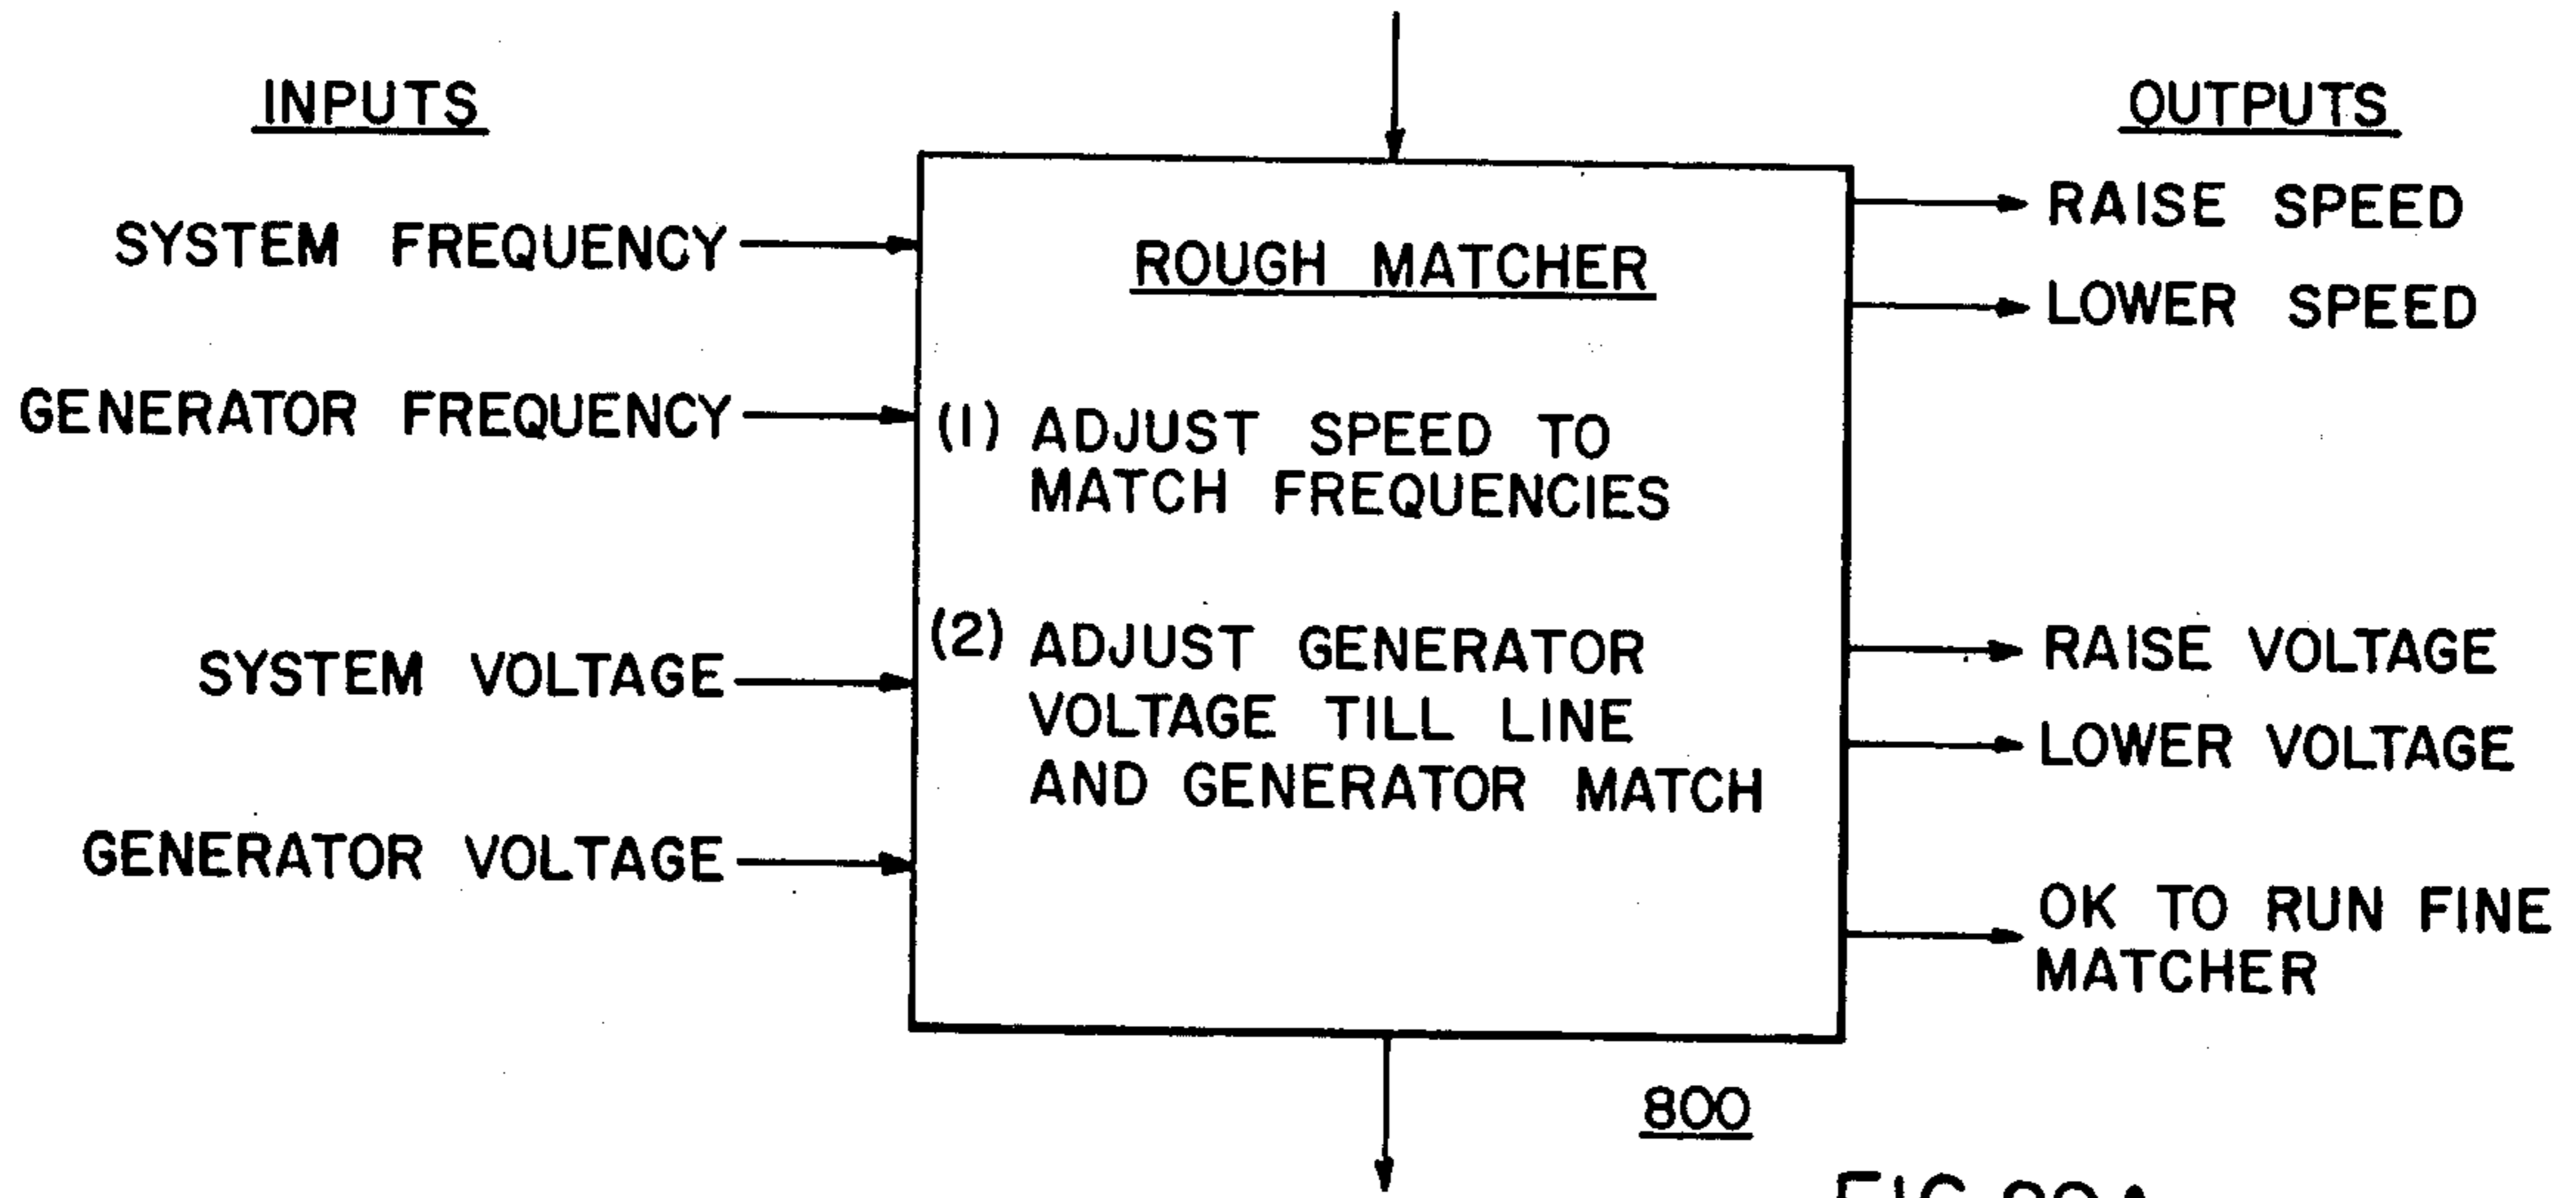 INPUTS
OUTPUTS
SYSTEM FREQUENCY
GENERATOR FREQUENCY
SYSTEM VOLTAGE
GENERATOR VOLTAGE
ROUGH MATCHER
(1) ADJUST SPEED TO
MATCH FREQUENCIES
(2) ADJUST GENERATOR
VOLTAGE TILL LINE
AND GENERATOR MATCH
RAISE SPEED
LOWER SPEED
RAISE VOLTAGE
LOWER VOLTAGE
OK TO RUN FINE
MATCHER
800
FIG.